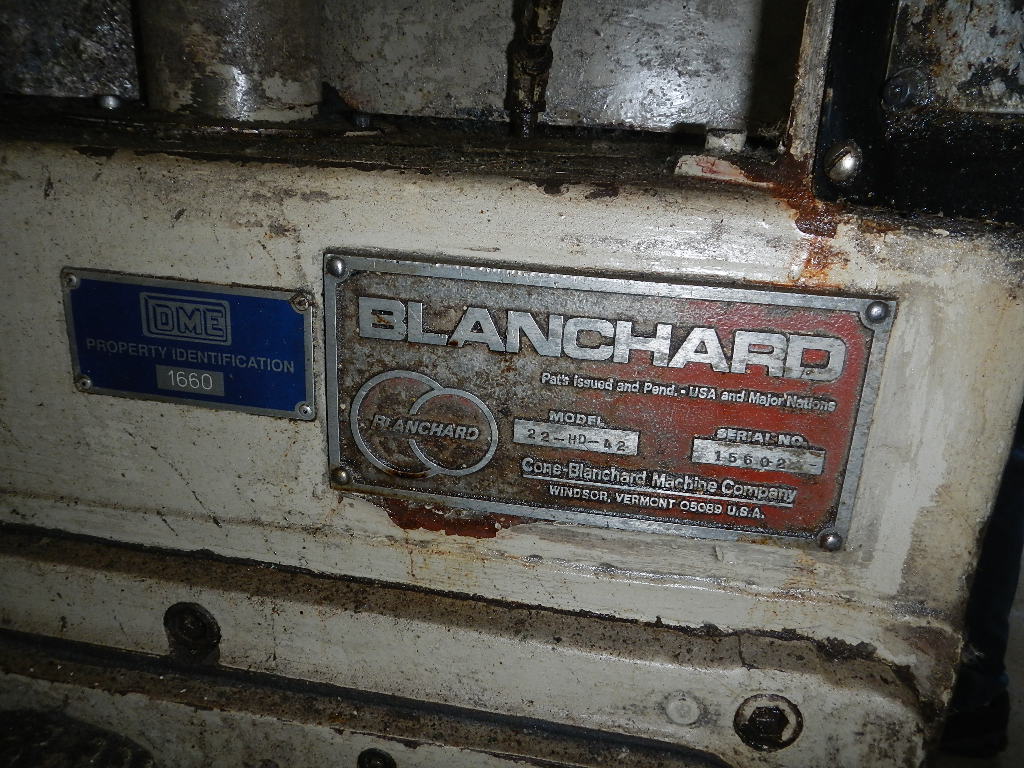 DME
PROPERTY IDENTIFICATION
1660
BLANCHARD
Pat's Issued and Pend. - USA and Major Nations
BLANCHARD
MODEL
22-HD-42
SERIAL NO.
15602
Cone-Blanchard Machine Company
WINDSOR, VERMONT 05089 U.S.A.